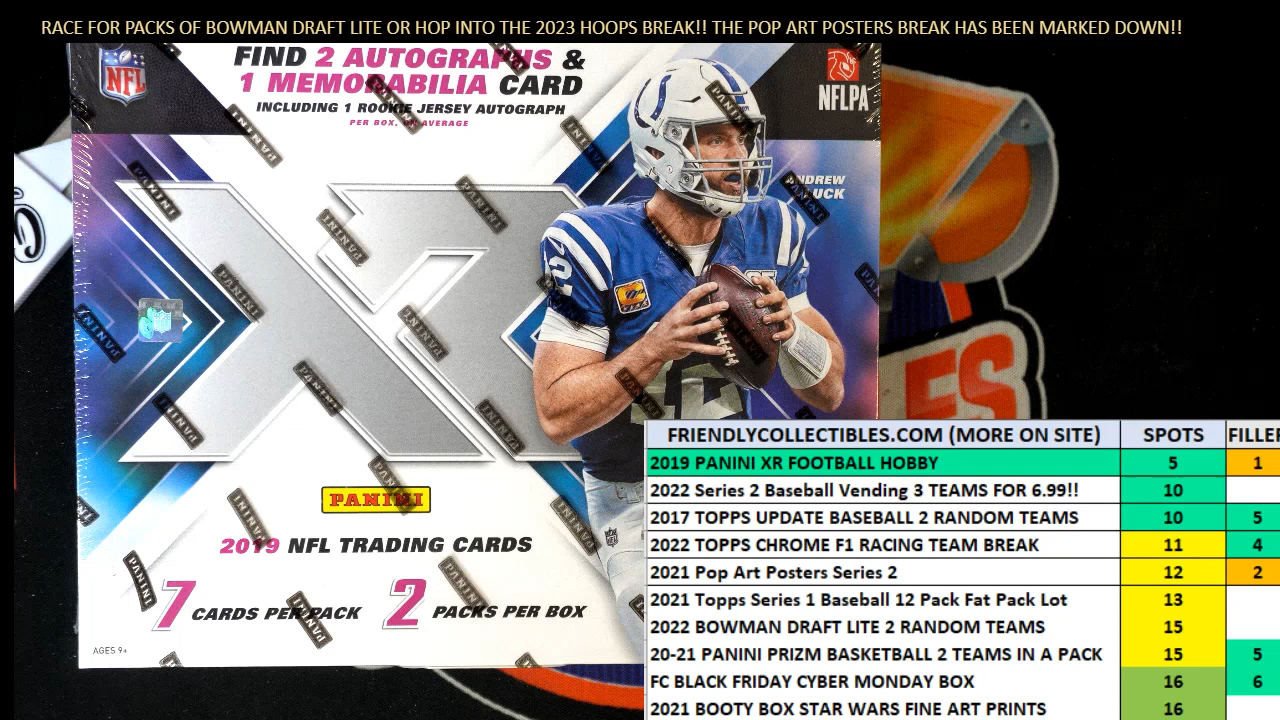 RACE FOR PACKS OF BOWMAN DRAFT LITE OR HOP INTO THE 2023 HOOPS BREAK!! THE POP ART POSTERS BREAK HAS BEEN MARKED DOWN!!
FIND 2 AUTOGRAPHS &
1 MEMORABILIA CARD
INCLUDING 1 ROOKIE JERSEY AUTOGRAPH
PER BOX, ON AVERAGE
NFL
NFLPA
ANDREW
LUCK
XR
PANINI
2019 NFL TRADING CARDS
7 CARDS PER PACK 2 PACKS PER BOX
AGES 9+
ES
FRIENDLYCOLLECTIBLES.COM (MORE ON SITE) SPOTS FILLER
2019 PANINI XR FOOTBALL HOBBY 5 1
2022 Series 2 Baseball Vending 3 TEAMS FOR 6.99!! 10
2017 TOPPS UPDATE BASEBALL 2 RANDOM TEAMS 10 5
2022 TOPPS CHROME F1 RACING TEAM BREAK 11 4
2021 Pop Art Posters Series 2 12 2
2021 Topps Series 1 Baseball 12 Pack Fat Pack Lot 13
2022 BOWMAN DRAFT LITE 2 RANDOM TEAMS 15
20-21 PANINI PRIZM BASKETBALL 2 TEAMS IN A PACK 15 5
FC BLACK FRIDAY CYBER MONDAY BOX 16 6
2021 BOOTY BOX STAR WARS FINE ART PRINTS 16